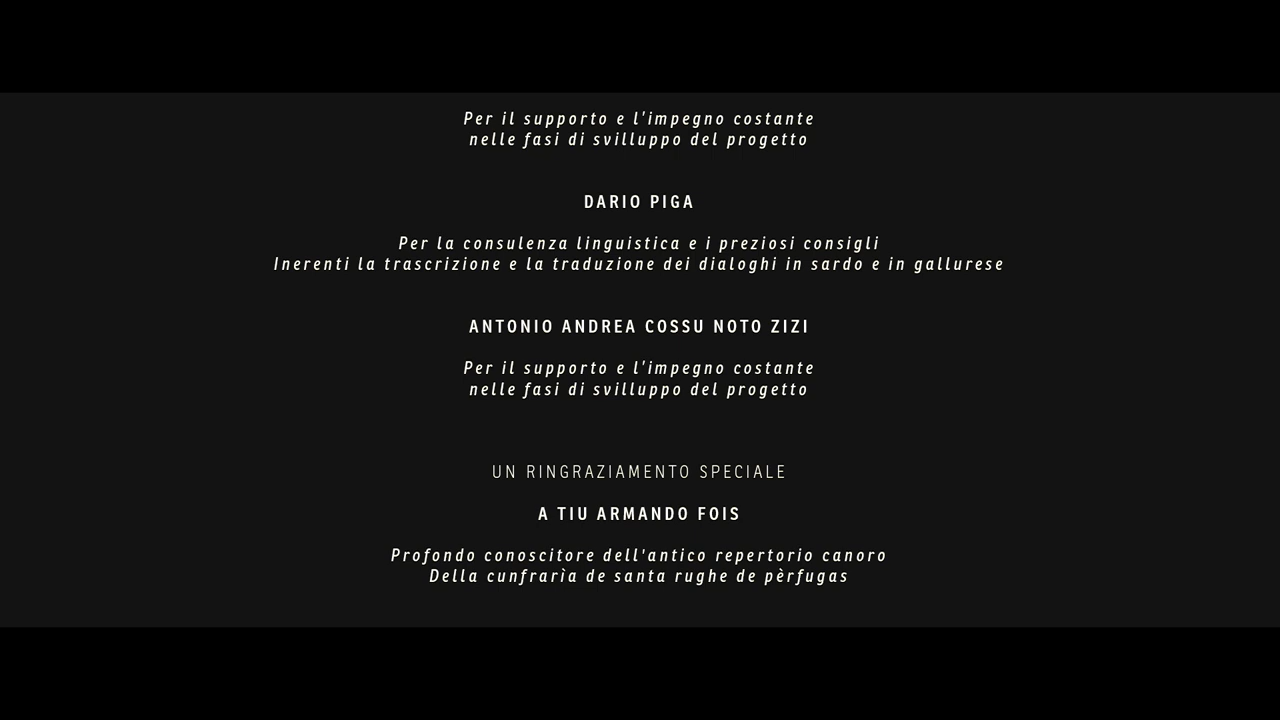 Per il supporto e l'impegno costante
nelle fasi di svilluppo del progetto
DARIO PIGA
Per la consulenza linguistica e i preziosi consigli
Inerenti la trascrizione e la traduzione dei dialoghi in sardo e in gallurese
ANTONIO ANDREA COSSU NOTO ZIZI
Per il supporto e l'impegno costante
nelle fasi di svilluppo del progetto
UN RINGRAZIAMENTO SPECIALE
A TIU ARMANDO FOIS
Profondo conoscitore dell'antico repertorio canoro
Della cunfrarìa de santa rughe de pèrfugas